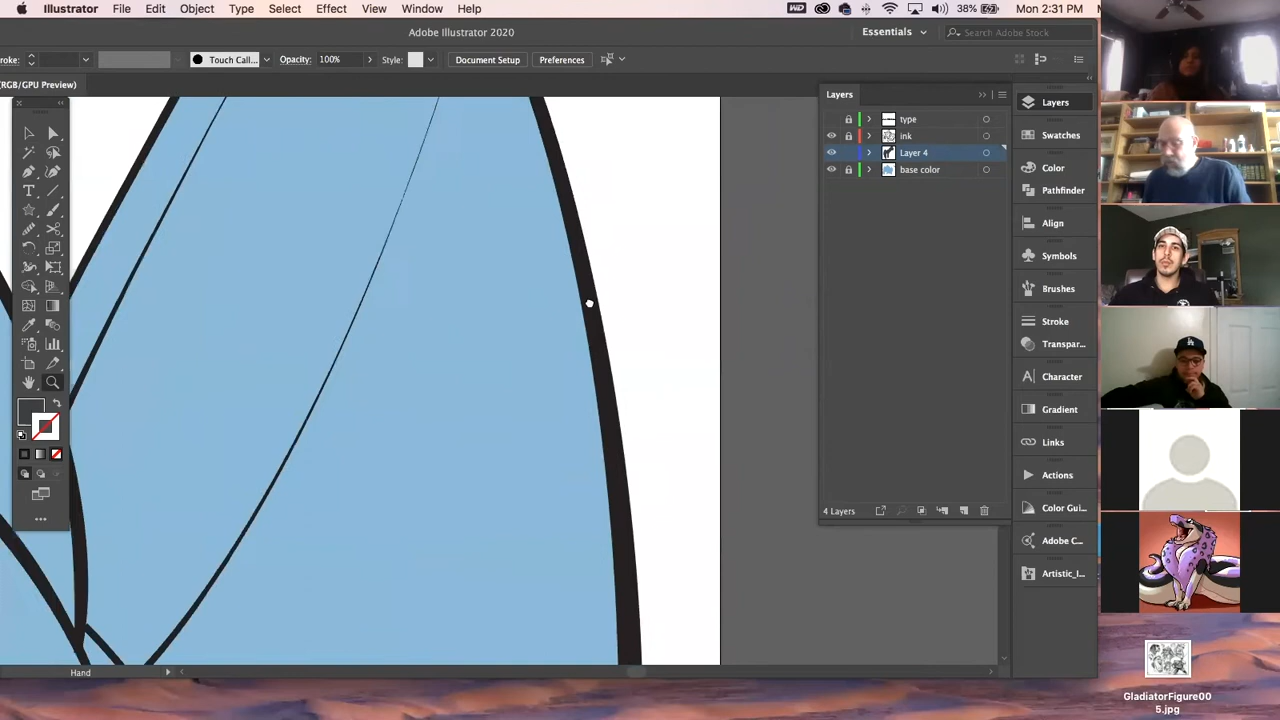 Illustrator File Edit Object Type Select Effect View Window Help
38% Mon 2:31 PM
Adobe Illustrator 2020
Essentials
Search Adobe Stock
roke:
Touch Call...
Opacity: 100%
Style:
Document Setup
Preferences
(RGB/GPU Preview)
Layers
type
ink
Layer 4
base color
4 Layers
Layers
Swatches
Color
Pathfinder
Align
Symbols
Brushes
Stroke
Transpar...
Character
Gradient
Links
Actions
Color Gui...
Adobe C...
Artistic_I...
Hand
GladiatorFigure00
5.jpg